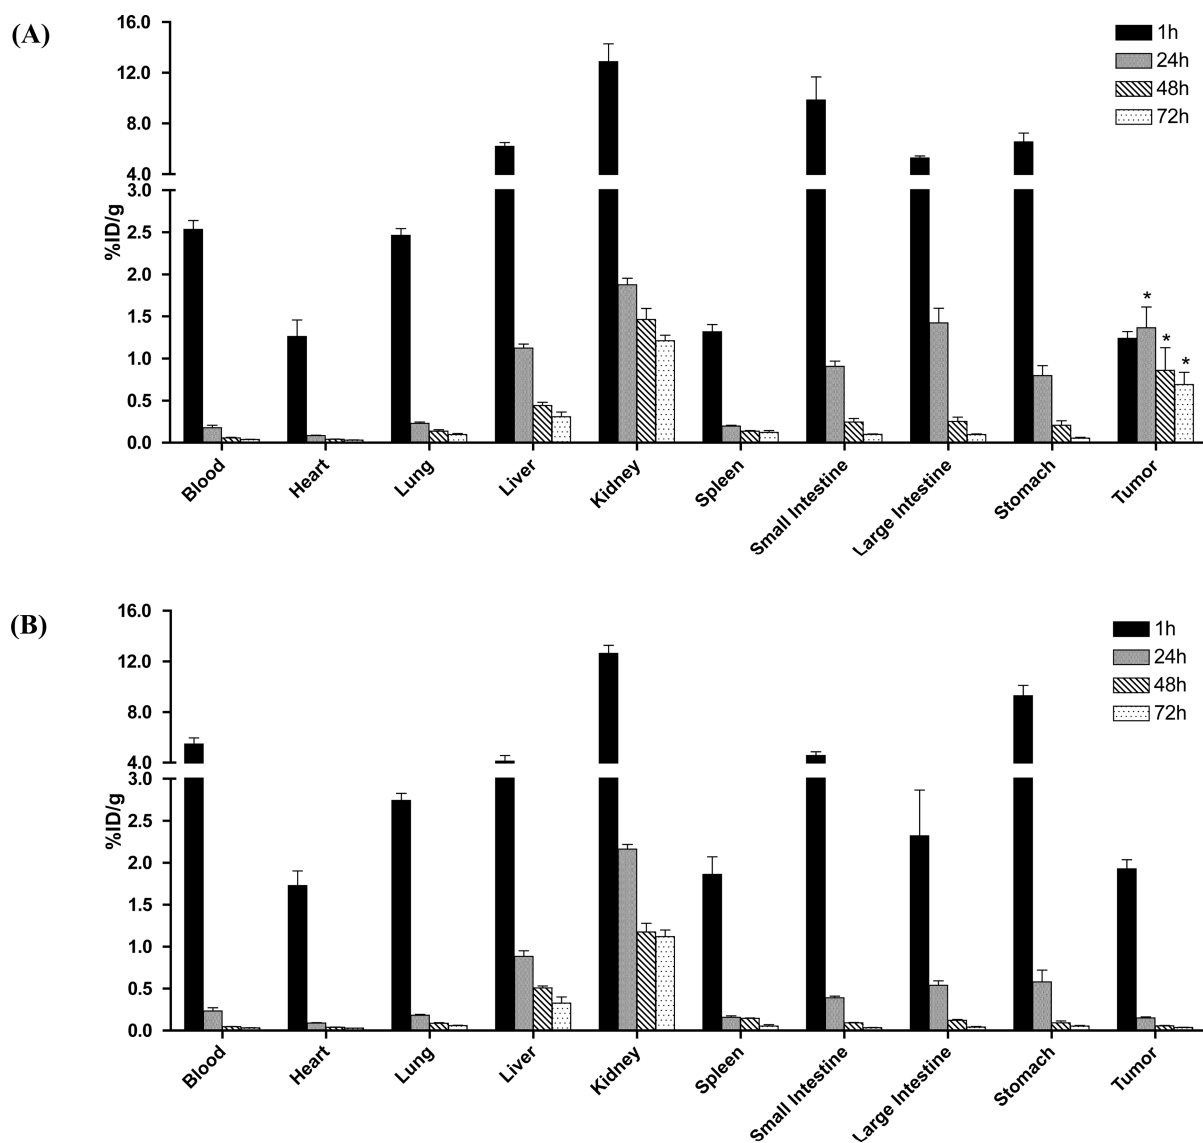 (A)
16.0
12.0
8.0
4.0
3.0
2.5
2.0
1.5
1.0
0.5
0.0
%ID/g
1h
24h
48h
72h
*
*
*
Blood
Heart
Lung
Liver
Kidney
Spleen
Small Intestine
Large Intestine
Stomach
Tumor
(B)
16.0
12.0
8.0
4.0
3.0
2.5
2.0
1.5
1.0
0.5
0.0
%ID/g
1h
24h
48h
72h
Blood
Heart
Lung
Liver
Kidney
Spleen
Small Intestine
Large Intestine
Stomach
Tumor